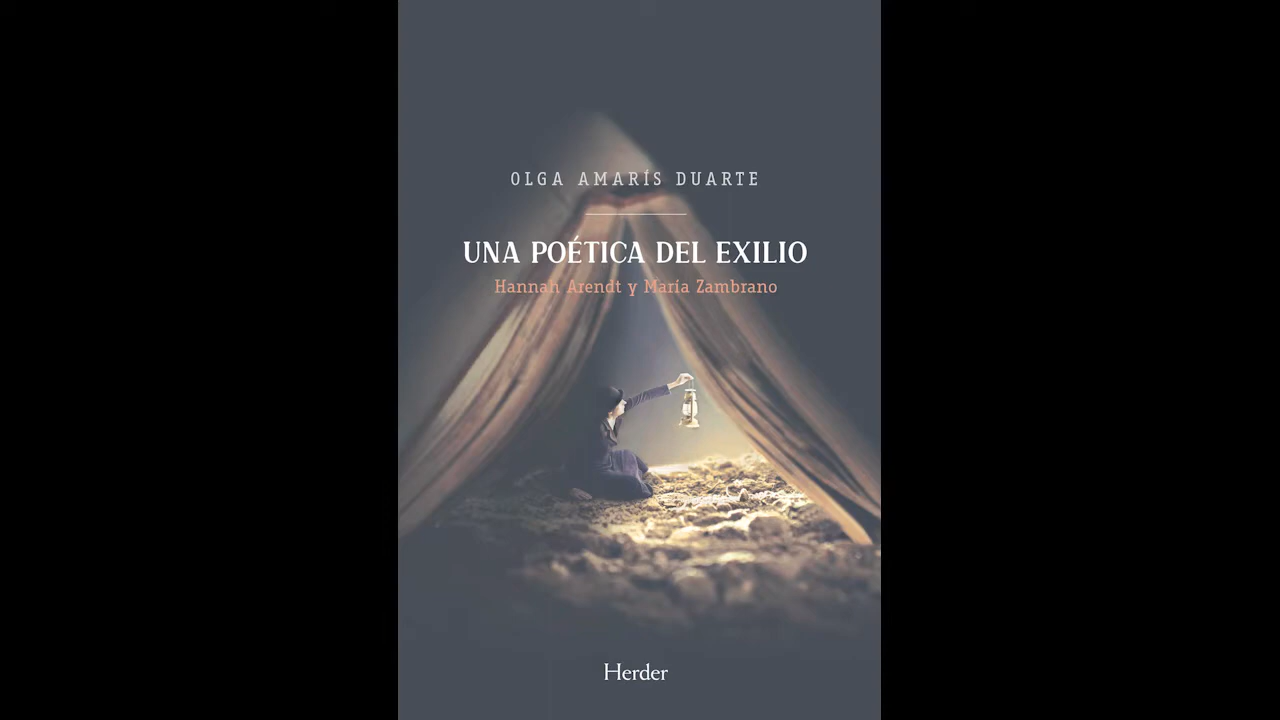 OLGA AMARÍS DUARTE
UNA POÉTICA DEL EXILIO
Hannah Arendt y María Zambrano
Herder